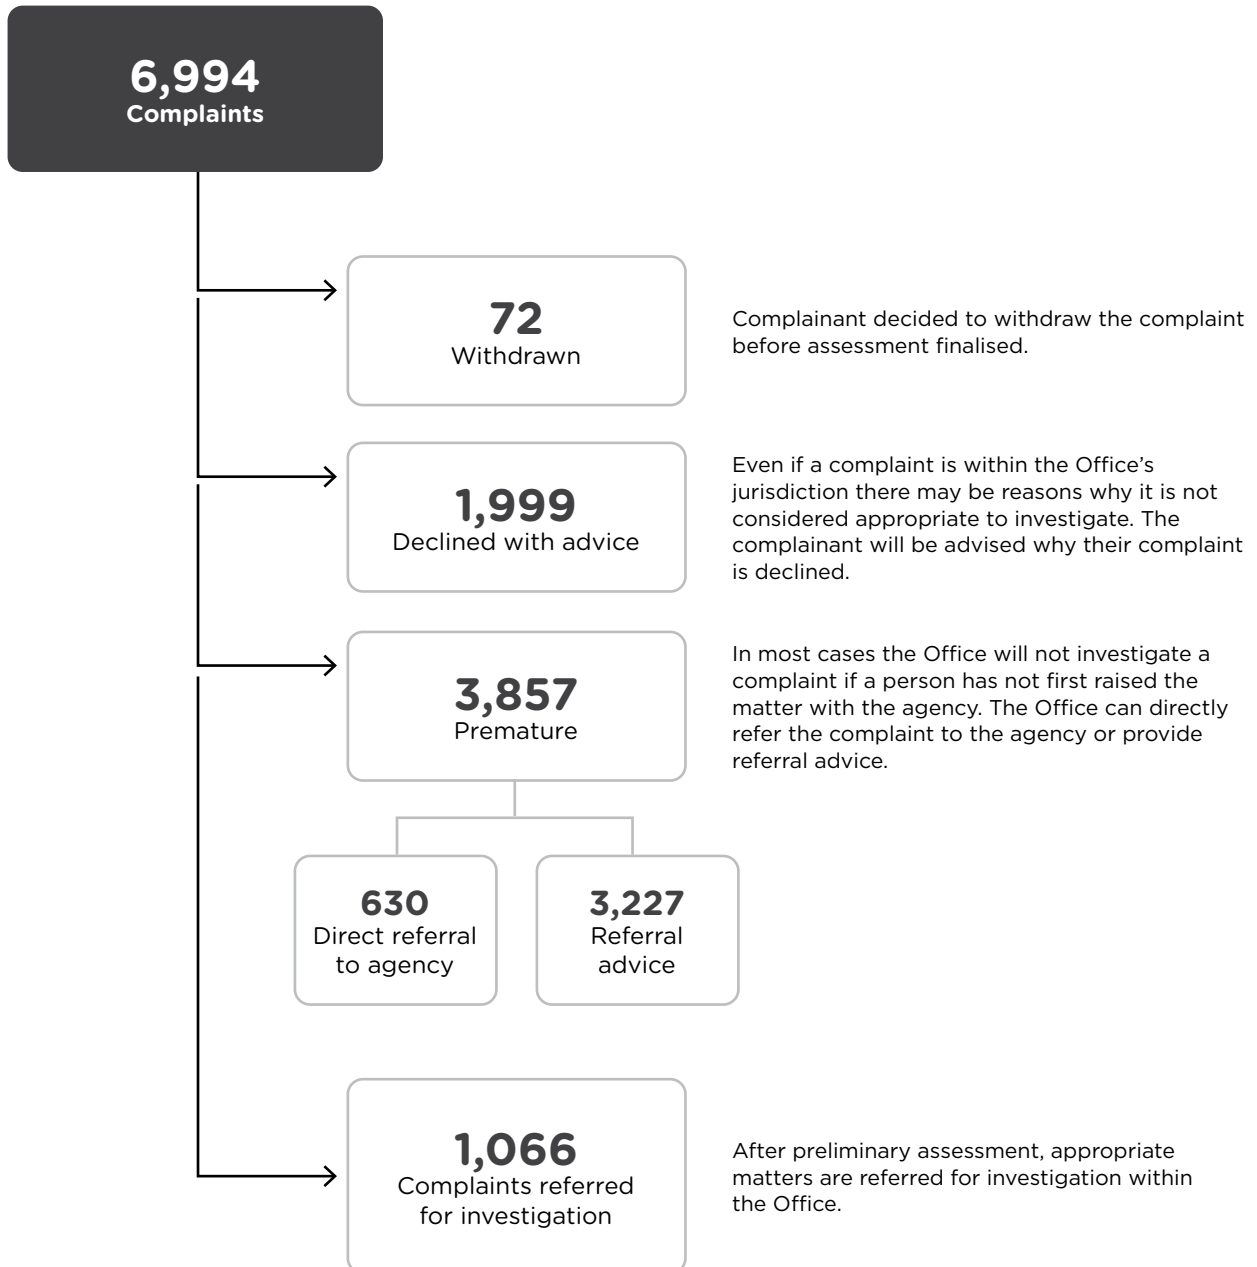 6,994
Complaints
72
Withdrawn
Complainant decided to withdraw the complaint
before assessment finalised.
1,999
Declined with advice
Even if a complaint is within the Office’s
jurisdiction there may be reasons why it is not
considered appropriate to investigate. The
complainant will be advised why their complaint
is declined.
3,857
Premature
In most cases the Office will not investigate a
complaint if a person has not first raised the
matter with the agency. The Office can directly
refer the complaint to the agency or provide
referral advice.
630
Direct referral
to agency
3,227
Referral
advice
1,066
Complaints referred
for investigation
After preliminary assessment, appropriate
matters are referred for investigation within
the Office.